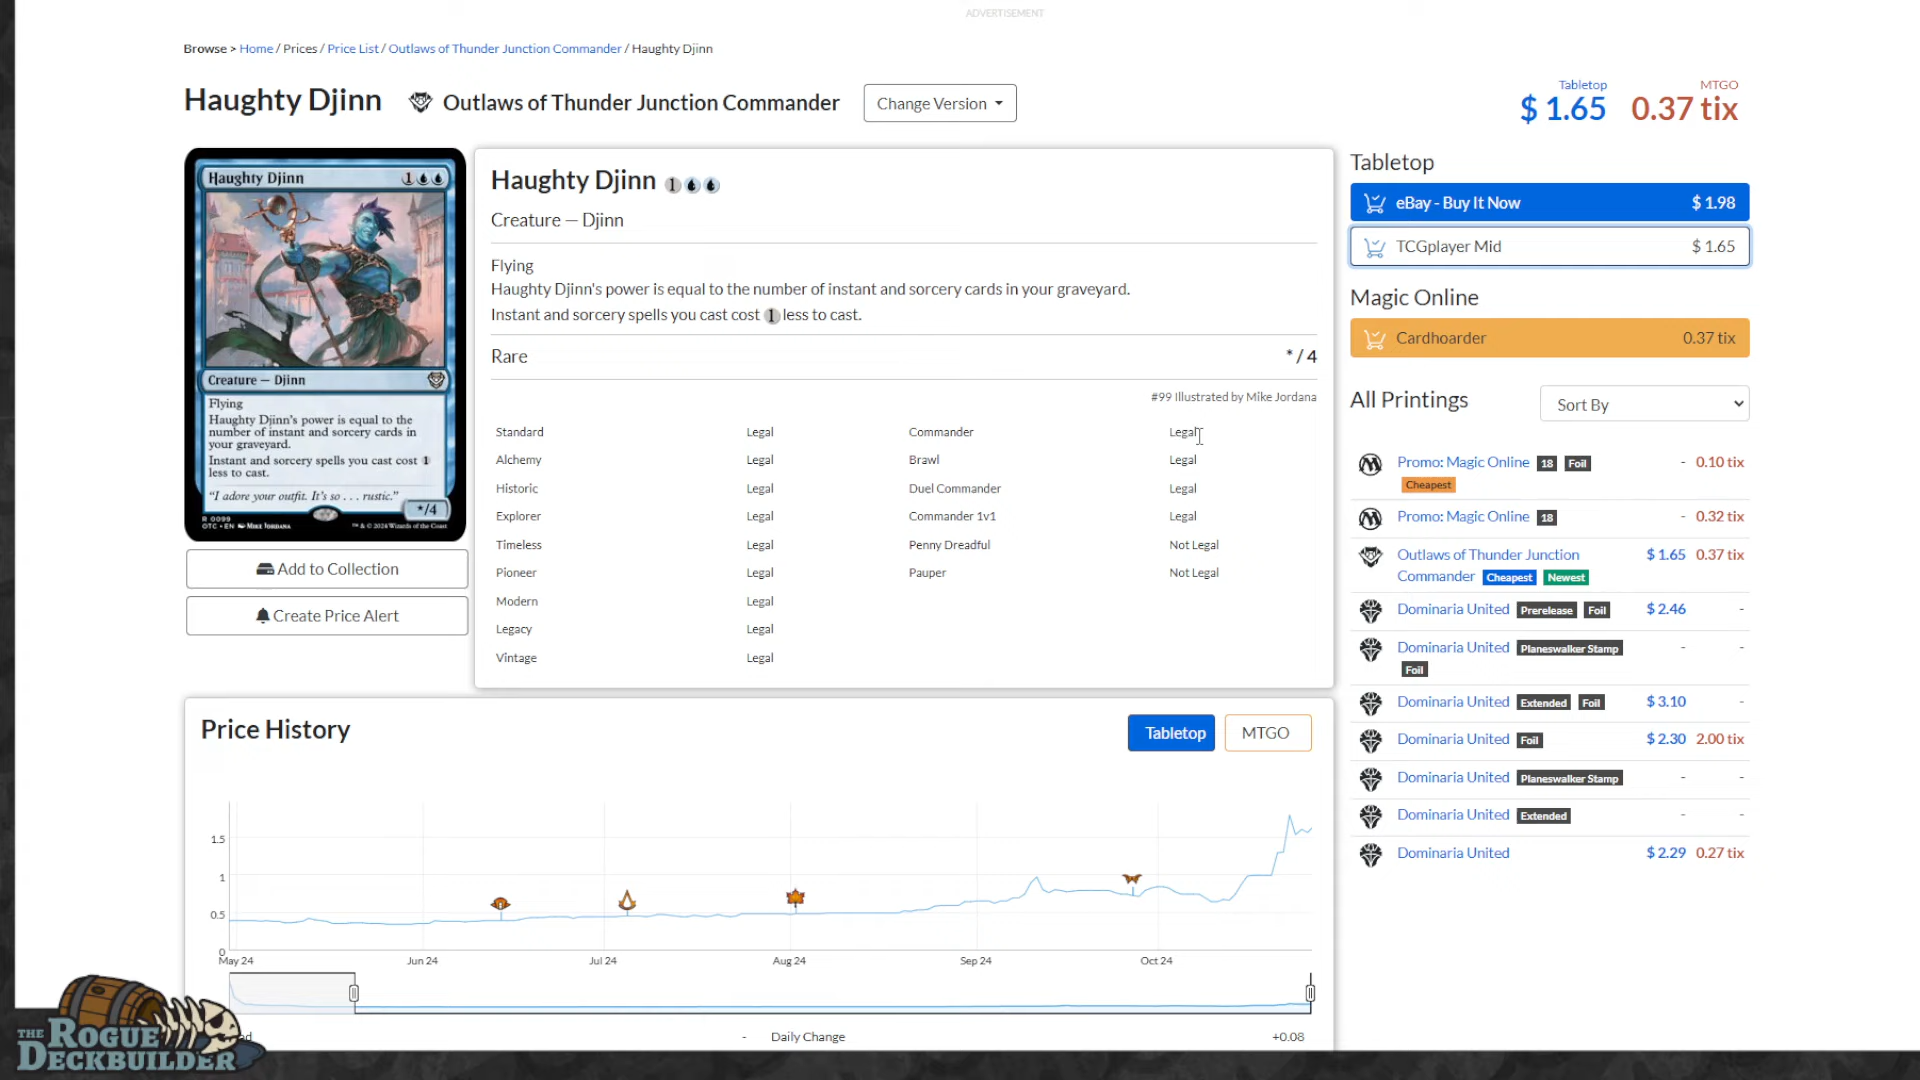 ADVERTISEMENT
Browse > Home / Prices / Price List / Outlaws of Thunder Junction Commander / Haughty Djinn
Haughty Djinn
Outlaws of Thunder Junction Commander
Change Version
Tabletop
$ 1.65
MTGO
0.37 tix
Haughty Djinn 1
Creature — Djinn
Flying
Haughty Djinn's power is equal to the number of instant and sorcery cards in your graveyard.
Instant and sorcery spells you cast cost 1 less to cast.
"I adore your outfit. It's so . . . rustic."
*/4
R 0099
OTC • EN Mike Jordana
™ & © 2024 Wizards of the Coast
Add to Collection
Create Price Alert
Haughty Djinn 1
Creature — Djinn
Flying
Haughty Djinn's power is equal to the number of instant and sorcery cards in your graveyard.
Instant and sorcery spells you cast cost 1 less to cast.
Rare */4
#99 Illustrated by Mike Jordana
Standard Legal Commander Legal
Alchemy Legal Brawl Legal
Historic Legal Duel Commander Legal
Explorer Legal Commander 1v1 Legal
Timeless Legal Penny Dreadful Not Legal
Pioneer Legal Pauper Not Legal
Modern Legal
Legacy Legal
Vintage Legal
Tabletop
eBay - Buy It Now $ 1.98
TCGplayer Mid $ 1.65
Magic Online
Cardhoarder 0.37 tix
All Printings
Sort By
Promo: Magic Online 18 Foil - 0.10 tix
Cheapest
Promo: Magic Online 18 - 0.32 tix
Outlaws of Thunder Junction $ 1.65 0.37 tix
Commander Cheapest Newest
Dominaria United Prerelease Foil $ 2.46 -
Dominaria United Planeswalker Stamp - -
Foil
Dominaria United Extended Foil $ 3.10 -
Dominaria United Foil $ 2.30 2.00 tix
Dominaria United Planeswalker Stamp - -
Dominaria United Extended - -
Dominaria United $ 2.29 0.27 tix
Price History
Tabletop
MTGO
1.5
1
0.5
0
May 24 Jun 24 Jul 24 Aug 24 Sep 24 Oct 24
- Daily Change +0.08
THE ROGUE
DECKBUILDER